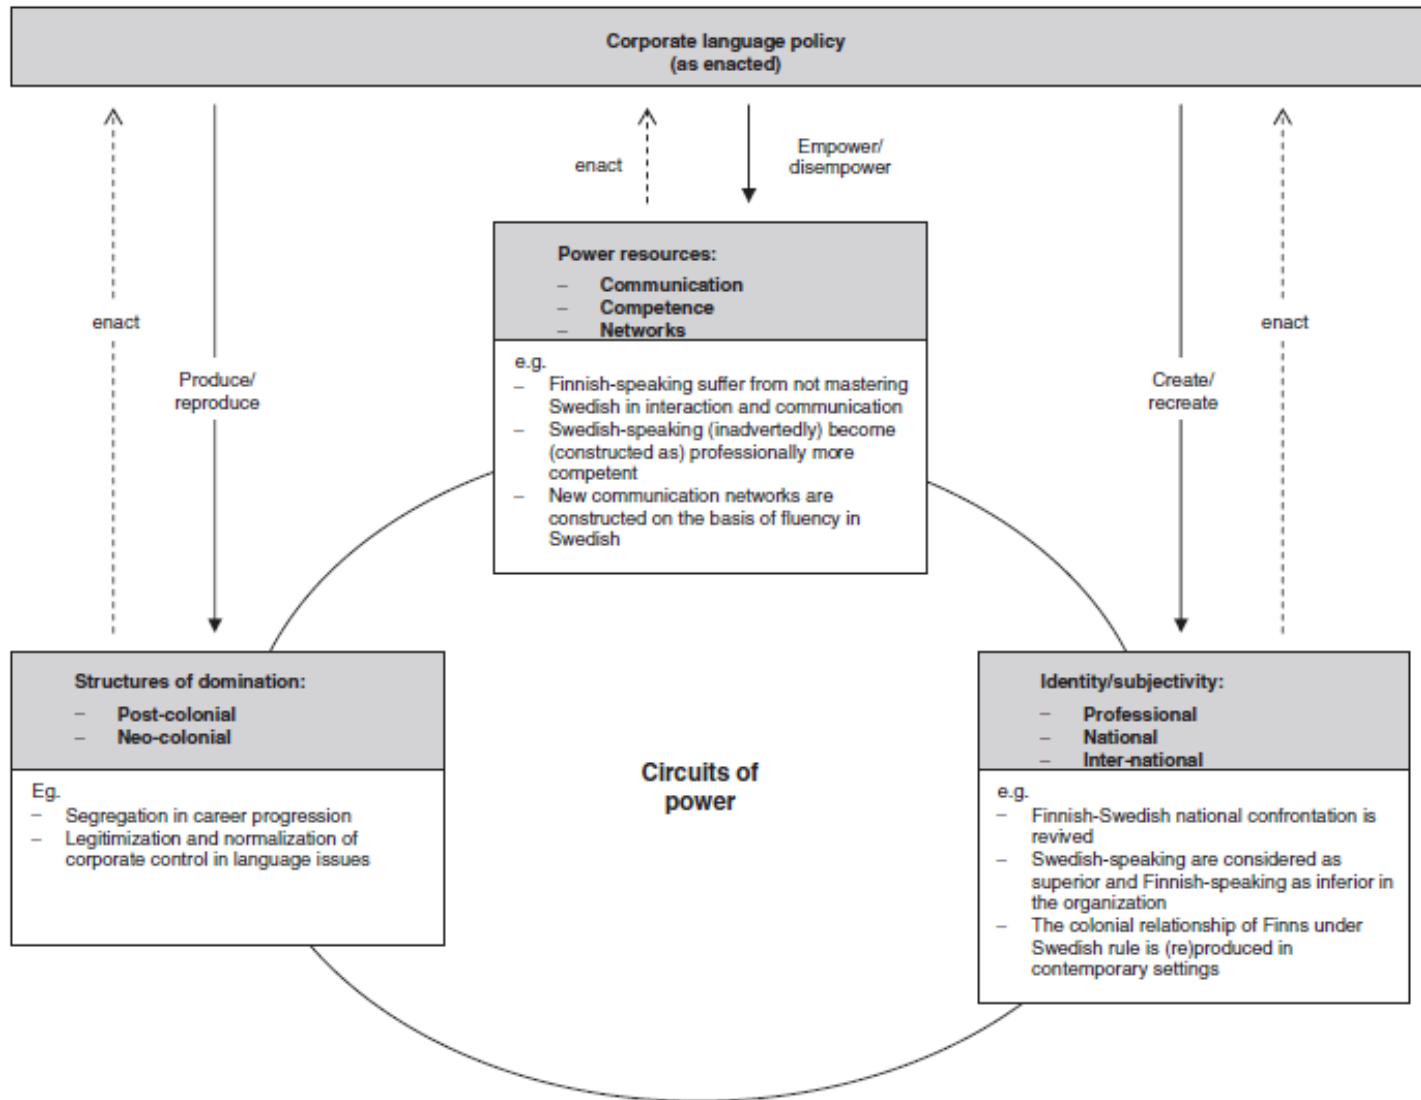 Corporate language policy
(as enacted)
enact
Empower/
disempower
Power resources:
– Communication
– Competence
– Networks
e.g.
– Finnish-speaking suffer from not mastering
Swedish in interaction and communication
– Swedish-speaking (inadvertedly) become
(constructed as) professionally more
competent
– New communication networks are
constructed on the basis of fluency in
Swedish
enact
Produce/
reproduce
Create/
recreate
enact
Structures of domination:
– Post-colonial
– Neo-colonial
Eg.
– Segregation in career progression
– Legitimization and normalization of
corporate control in language issues
Circuits of
power
Identity/subjectivity:
– Professional
– National
– Inter-national
e.g.
– Finnish-Swedish national confrontation is
revived
– Swedish-speaking are considered as
superior and Finnish-speaking as inferior in
the organization
– The colonial relationship of Finns under
Swedish rule is (re)produced in
contemporary settings